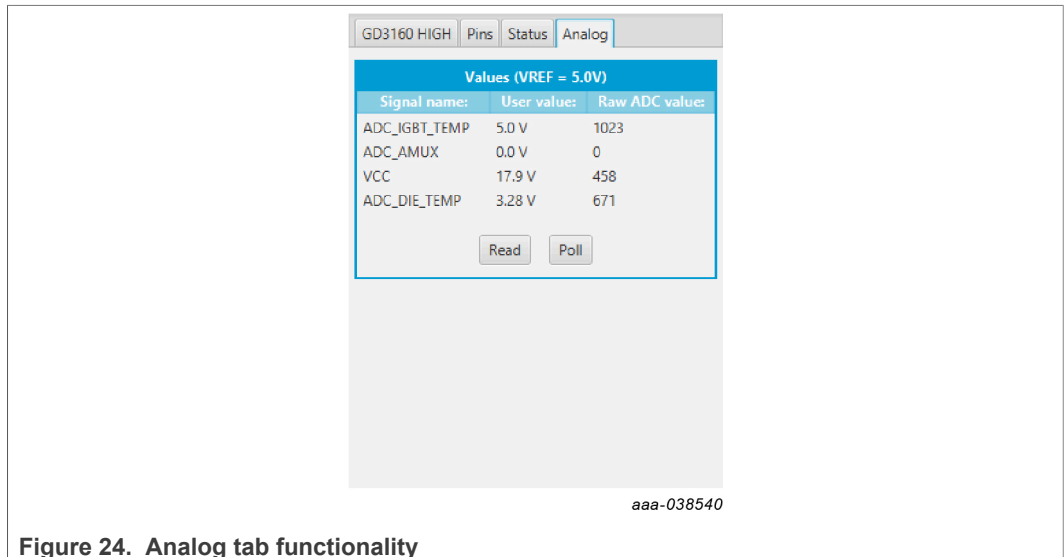 GD3160 HIGH Pins Status Analog
Values (VREF = 5.0V)
Signal name: User value: Raw ADC value:
ADC_IGBT_TEMP 5.0 V 1023
ADC_AMUX 0.0 V 0
VCC 17.9 V 458
ADC_DIE_TEMP 3.28 V 671
Read Poll
aaa-038540
Figure 24. Analog tab functionality